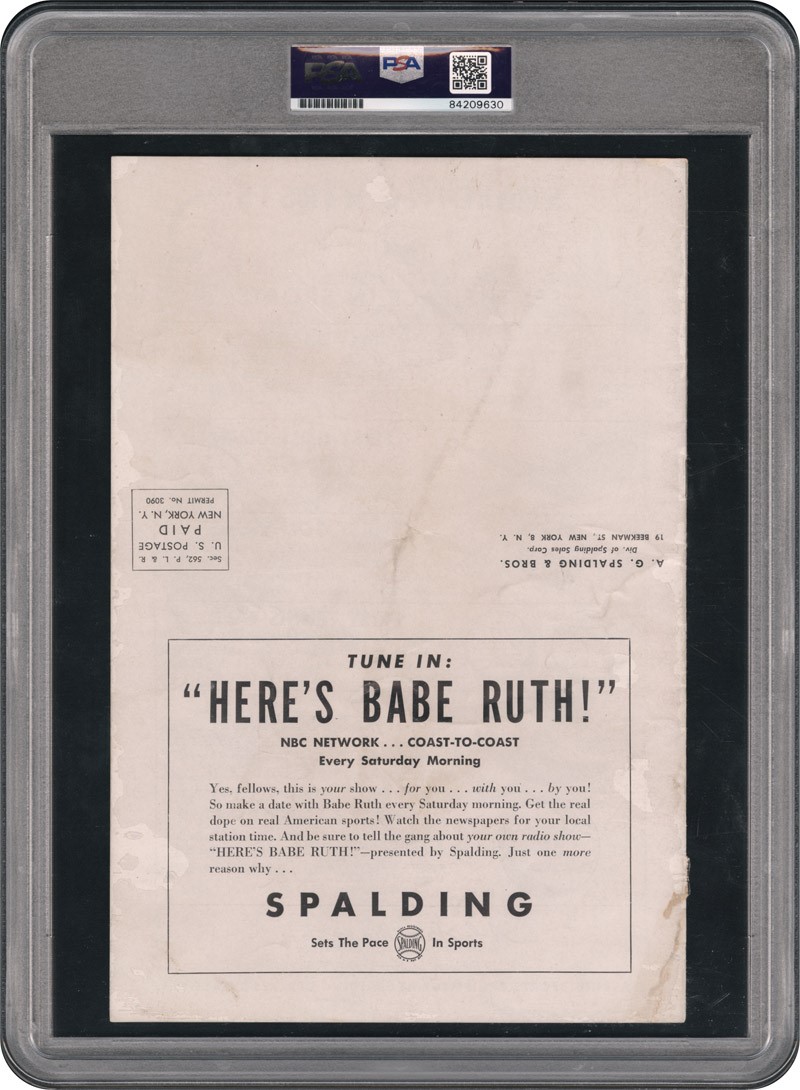 PSA
PSA
84209630
Sec. 562, P. L. & R.
U. S. POSTAGE
PAID
NEW YORK, N. Y.
PERMIT No. 3090
A. G. SPALDING & BROS.
Div. of Spalding Sales Corp.
19 BEEKMAN ST., NEW YORK 8, N. Y.
TUNE IN:
“HERE'S BABE RUTH!”
NBC NETWORK . . . COAST-TO-COAST
Every Saturday Morning
Yes, fellows, this is your show . . . for you . . . with you . . . by you!
So make a date with Babe Ruth every Saturday morning. Get the real
dope on real American sports! Watch the newspapers for your local
station time. And be sure to tell the gang about your own radio show—
“HERE'S BABE RUTH!”—presented by Spalding. Just one more
reason why . . .
SPALDING
Sets The Pace SPALDING In Sports